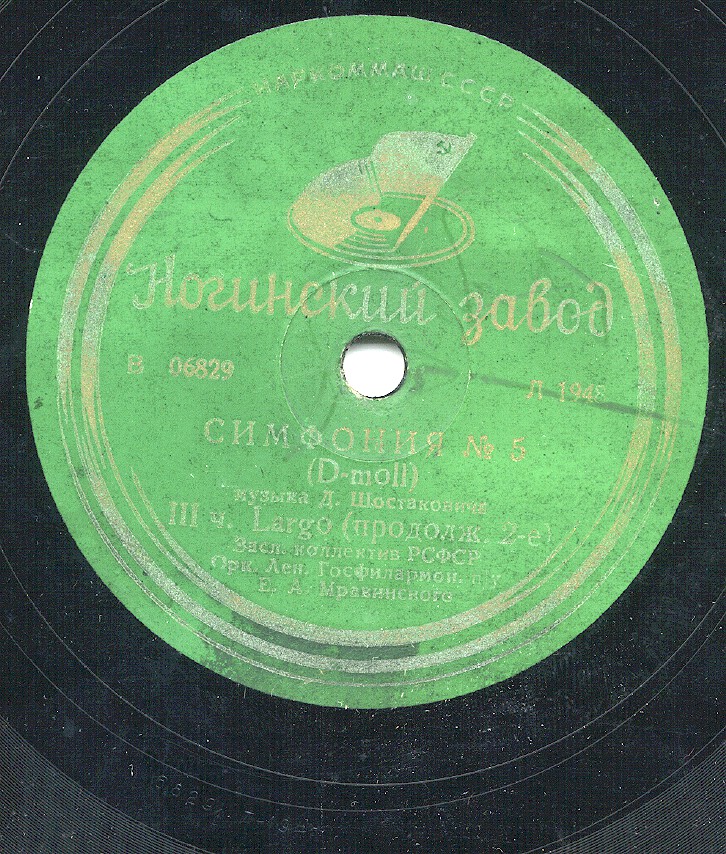 НАРКОММАШ СССР
Ногинский завод
В 06829
СИМФОНИЯ № 5
(D-moll)
музыка Д. Шостаковича
III ч. Largo (продолж. 2-е)
Засл. коллектив РСФСР
Орк. Лен. Госфилармон. п/у
Е. А. Мравинского